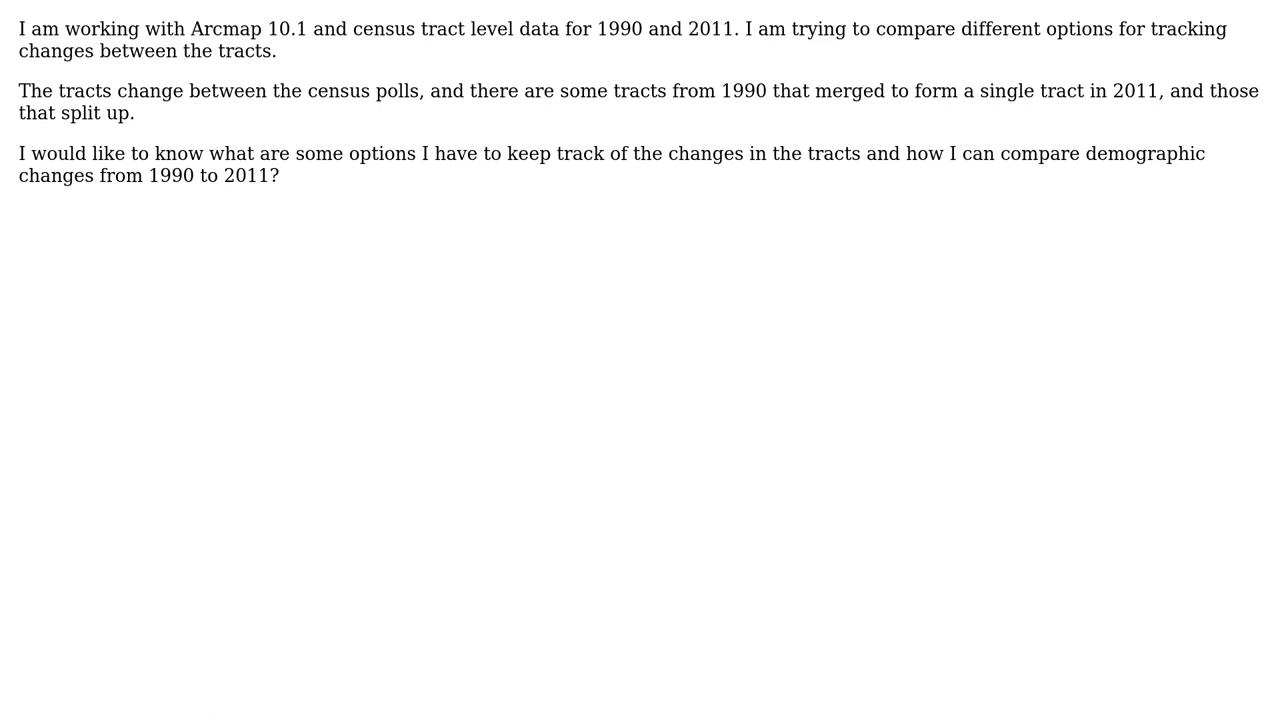 I am working with Arcmap 10.1 and census tract level data for 1990 and 2011. I am trying to compare different options for tracking
changes between the tracts.
The tracts change between the census polls, and there are some tracts from 1990 that merged to form a single tract in 2011, and those
that split up.
I would like to know what are some options I have to keep track of the changes in the tracts and how I can compare demographic
changes from 1990 to 2011?